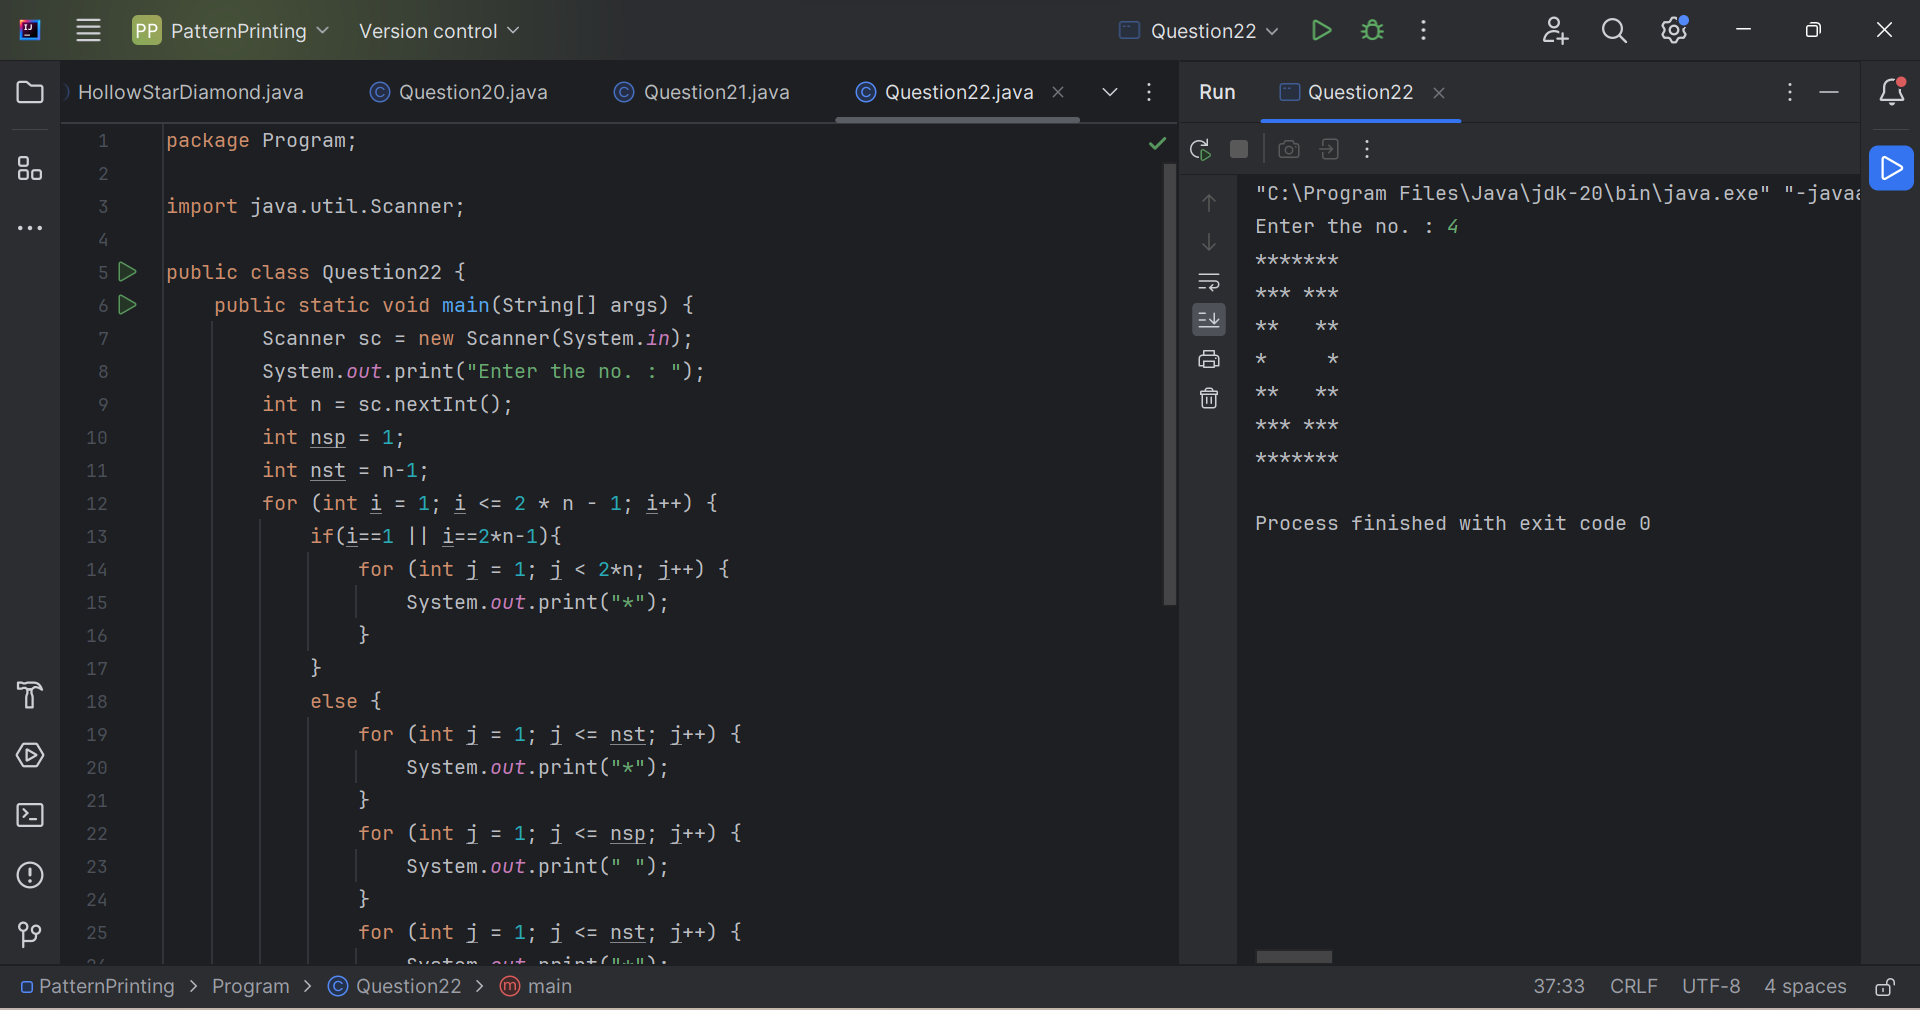 PP PatternPrinting Version control Question22
HollowStarDiamond.java Question20.java Question21.java Question22.java
Run Question22
1 package Program;
2
3 import java.util.Scanner;
4
5 public class Question22 {
6 public static void main(String[] args) {
7 Scanner sc = new Scanner(System.in);
8 System.out.print("Enter the no. : ");
9 int n = sc.nextInt();
10 int nsp = 1;
11 int nst = n-1;
12 for (int i = 1; i <= 2 * n - 1; i++) {
13 if(i==1 || i==2*n-1){
14 for (int j = 1; j < 2*n; j++) {
15 System.out.print("*");
16 }
17 }
18 else {
19 for (int j = 1; j <= nst; j++) {
20 System.out.print("*");
21 }
22 for (int j = 1; j <= nsp; j++) {
23 System.out.print(" ");
24 }
25 for (int j = 1; j <= nst; j++) {
26 System.out.print("*");
"C:\Program Files\Java\jdk-20\bin\java.exe" "-javaa
Enter the no. : 4
*******
*** ***
**   **
*     *
**   **
*** ***
*******
Process finished with exit code 0
PatternPrinting > Program > Question22 > main
37:33 CRLF UTF-8 4 spaces